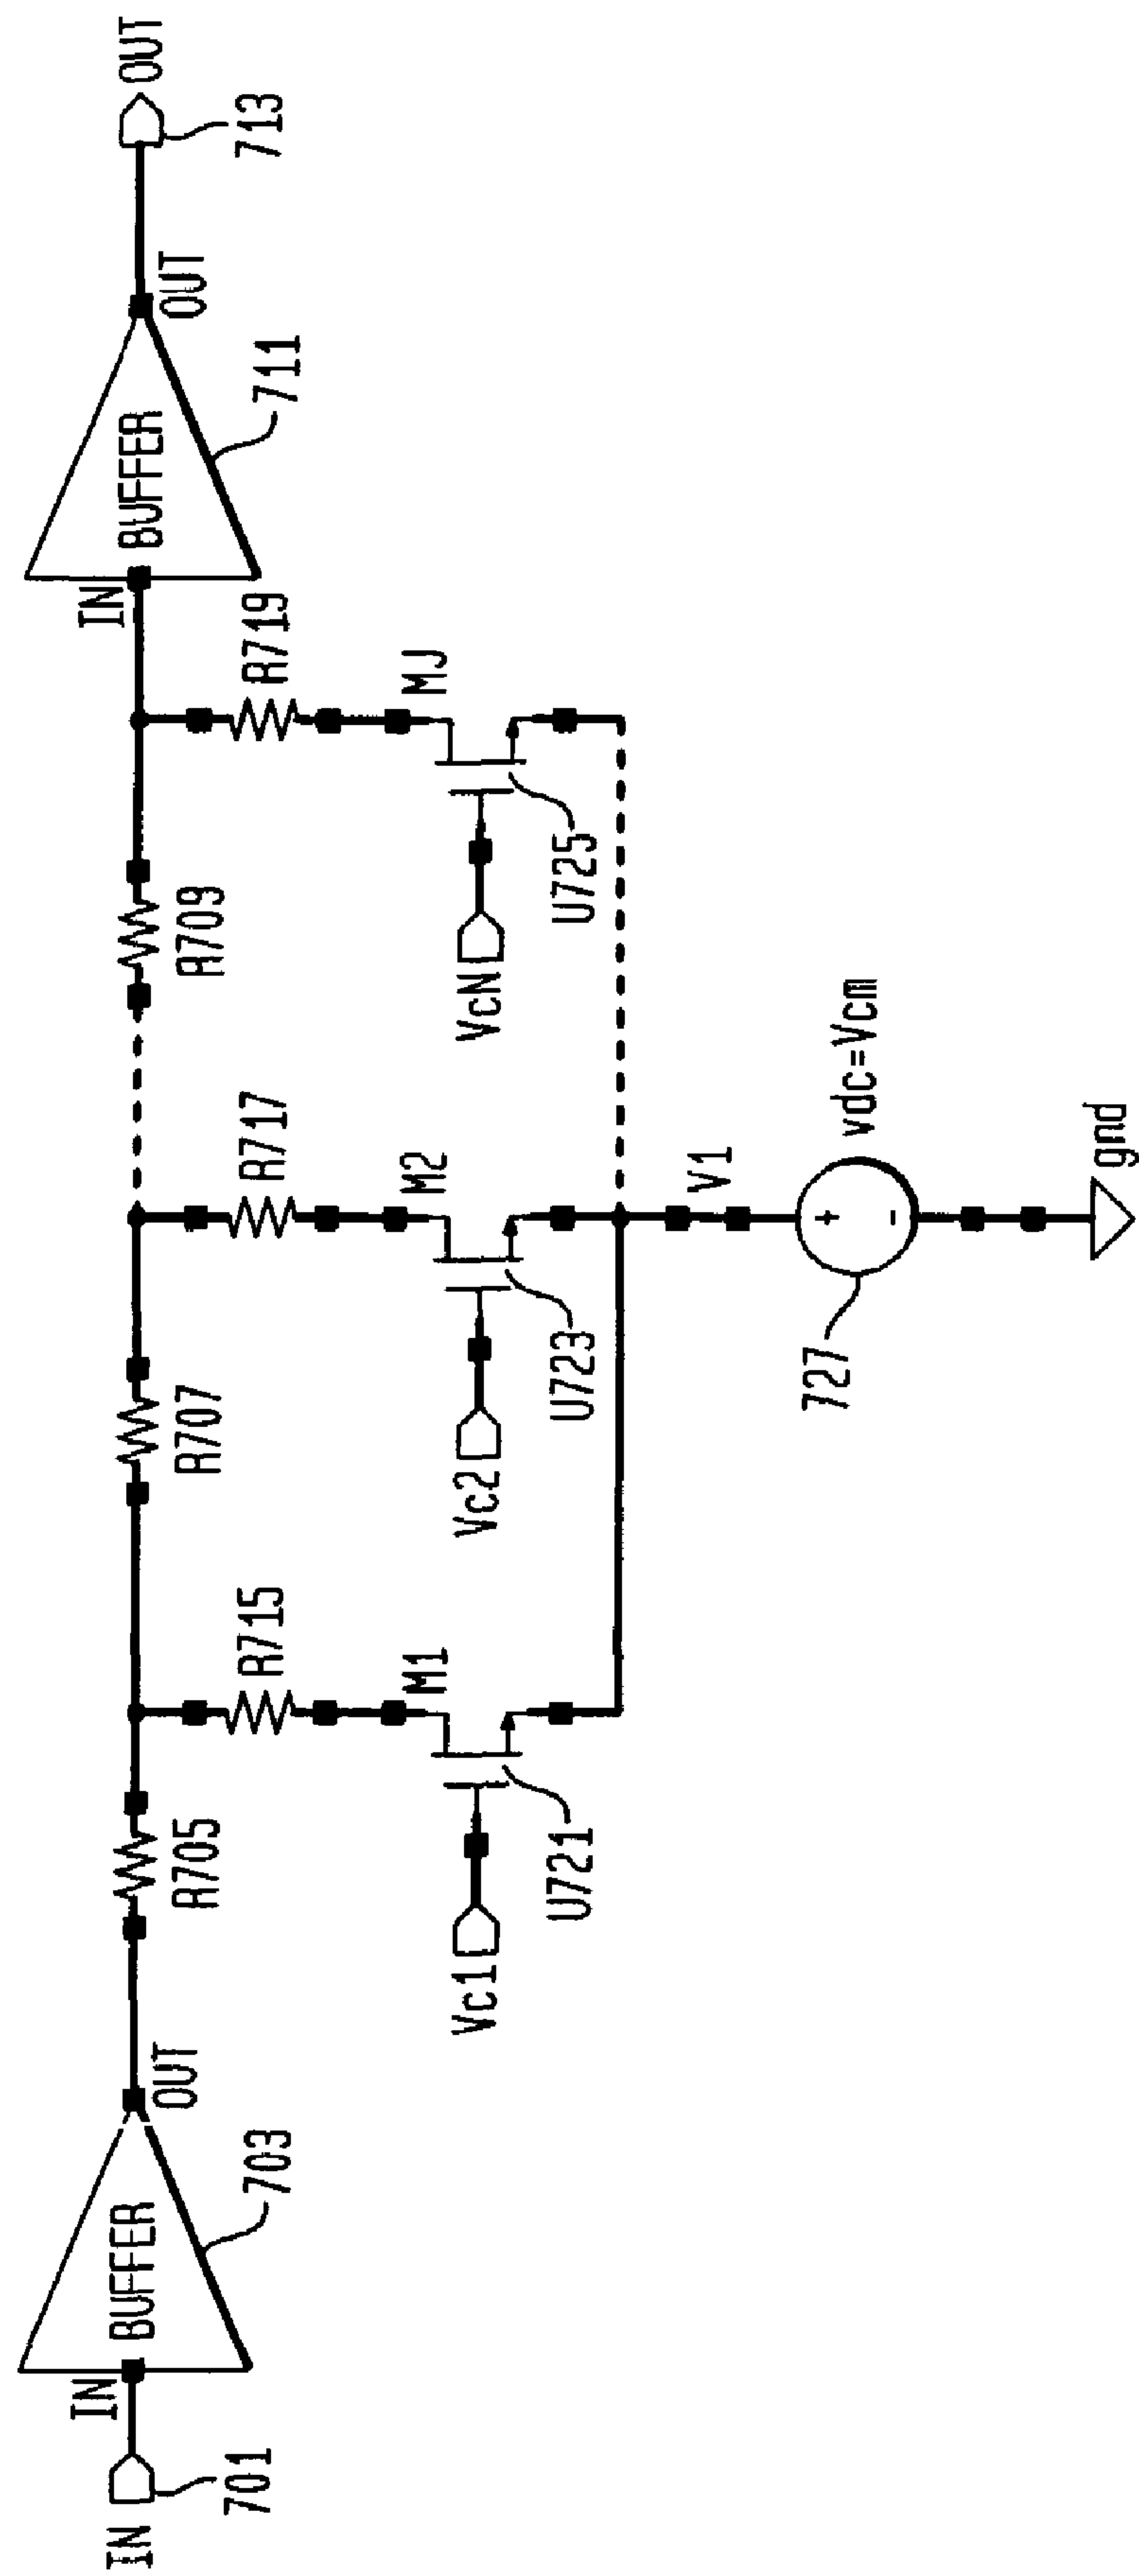 IN
701
IN
BUFFER
703
OUT
R705
R707
R709
IN
BUFFER
711
OUT
713
OUT
R715
R717
R719
M1
M2
MJ
Vc1
U721
Vc2
U723
VcN
U725
V1
vdc=Vcm
+
-
727
gnd